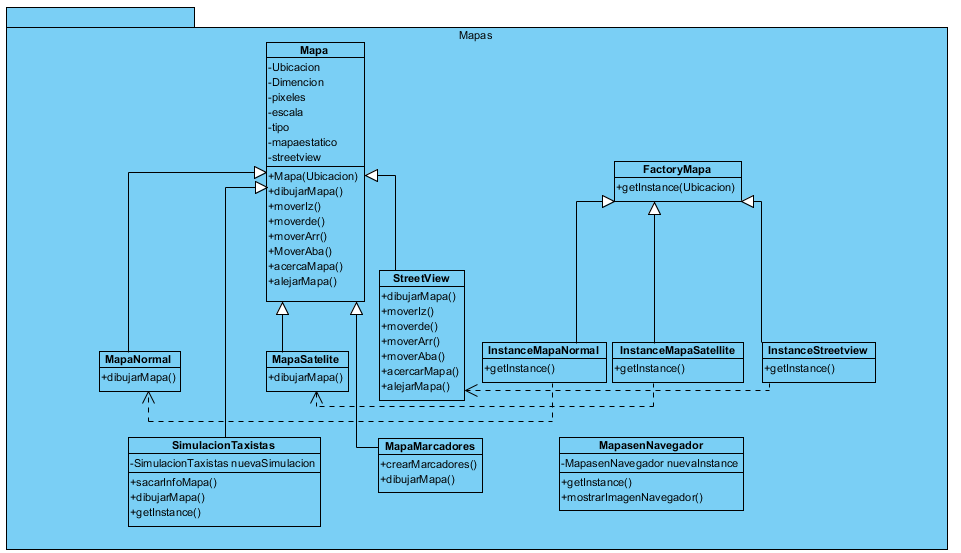 Mapas
Mapa
-Ubicacion
-Dimencion
-pixeles
-escala
-tipo
-mapaestatico
-streetview
+Mapa(Ubicacion)
+dibujarMapa()
+moverIz()
+moverde()
+moverArr()
+MoverAba()
+acercaMapa()
+alejarMapa()
FactoryMapa
+getInstance(Ubicacion)
StreetView
+dibujarMapa()
+moverIz()
+moverde()
+moverArr()
+moverAba()
+acercarMapa()
+alejarMapa()
MapaNormal
+dibujarMapa()
MapaSatelite
+dibujarMapa()
InstanceMapaNormal
+getInstance()
InstanceMapaSatellite
+getInstance()
InstanceStreetview
+getInstance()
SimulacionTaxistas
-SimulacionTaxistas nuevaSimulacion
+sacarInfoMapa()
+dibujarMapa()
+getInstance()
MapaMarcadores
+crearMarcadores()
+dibujarMapa()
MapasenNavegador
-MapasenNavegador nuevaInstance
+getInstance()
+mostrarImagenNavegador()